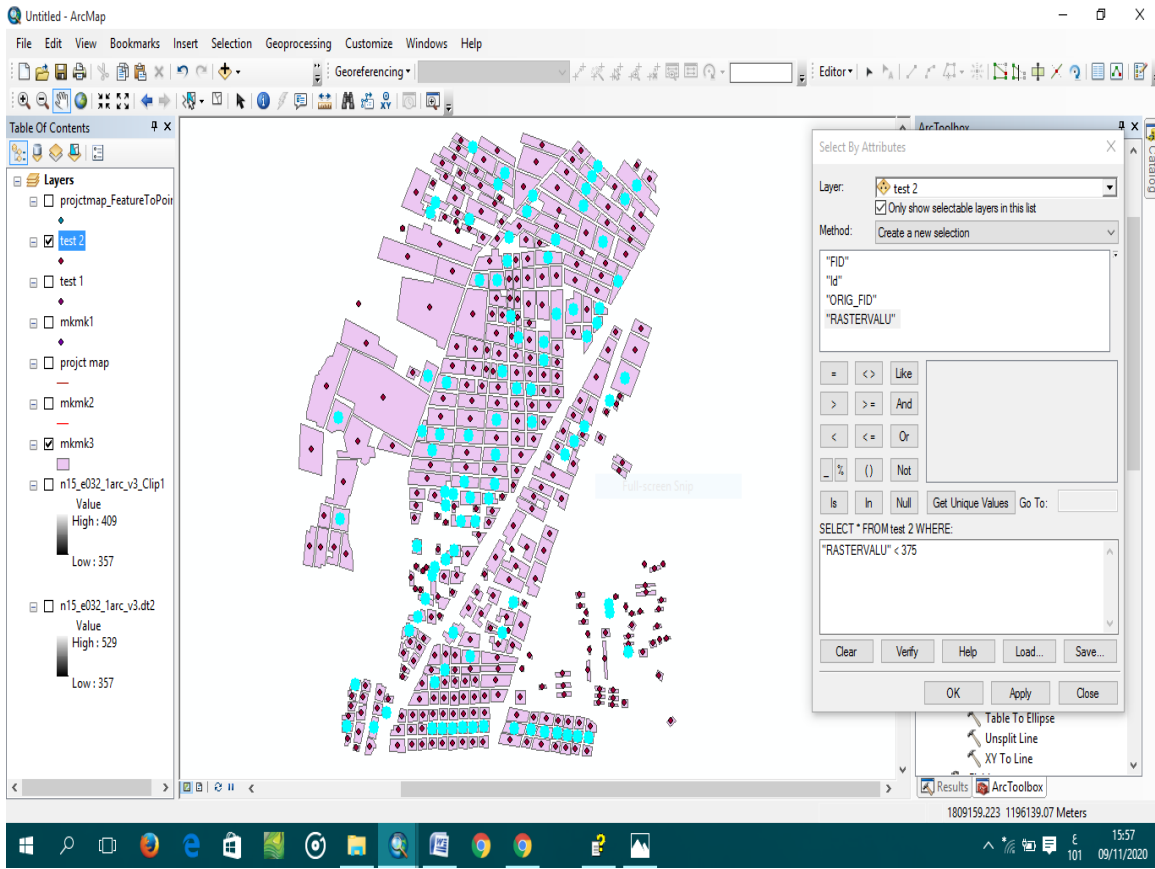 Untitled - ArcMap
File Edit View Bookmarks Insert Selection Geoprocessing Customize Windows Help
Georeferencing
Editor
Table Of Contents
Layers
projctmap_FeatureToPoir
test 2
test 1
mkmk1
projct map
mkmk2
mkmk3
n15_e032_1arc_v3_Clip1
Value
High : 409
Low : 357
n15_e032_1arc_v3.dt2
Value
High : 529
Low : 357
ArcToolbox
Catalog
Select By Attributes
Layer: test 2
Only show selectable layers in this list
Method: Create a new selection
"FID"
"Id"
"ORIG_FID"
"RASTERVALU"
= < > Like
> > = And
< < = Or
_ % () Not
Is In Null Get Unique Values Go To:
SELECT * FROM test 2 WHERE:
"RASTERVALU" < 375
Clear Verify Help Load... Save...
OK Apply Close
Full-screen Snip
Table To Ellipse
Unsplit Line
XY To Line
Results ArcToolbox
1809159.223 1196139.07 Meters
ع
101
15:57
09/11/2020